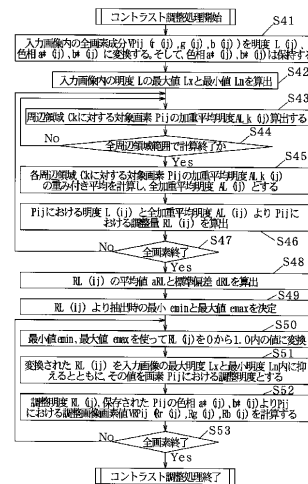 コントラスト調整処理開始
S41
入力画像内の全画素成分VPij (r (ij),g (ij),b (ij)) を明度 L (ij)、
色相a* (ij)、b* (ij) に変換する。そして、色相a* (ij)、b* (ij)は保持する
S42
入力画像内の明度 Lの最大値 Lxと最小値 Lnを算出
S43
周辺領域 Ckに対する対象画素 Pijの加重平均明度AL_k (ij)算出する
S44
No
全周辺領域範囲で計算終了か
Yes
S45
各周辺領域 Ckに対する対象画素 Pijの加重平均明度AL_k (ij)
の重み付き平均を計算し、全加重平均明度 AL (ij) とする
Pijにおける明度 L (ij) と全加重平均明度 AL (ij) より Pijに
おける調整量 RL (ij) を算出
S46
S47
No
全画素終了
Yes
S48
RL (ij) の平均値 aRLと標準偏差 dRLを算出
S49
RL (ij) より抽出時の最小 eminと最大値 emaxを決定
S50
最小値emin、最大値 emaxを使ってRL (ij)を0から1.0内の値に変換
S51
変換された RL (ij) を入力画像の最大明度 Lxと最小明度 Ln内に抑
えるとともに、その値を画素 Pijにおける調整明度とする
S52
調整明度 RL (ij)、保存された Pijの色相 a* (ij)、b* (ij)よりPij
における調整画像画素値 VRPij (Rr (ij),Rg (ij),Rb (ij))を計算する
S53
No
全画素終了
Yes
コントラスト調整処理終了